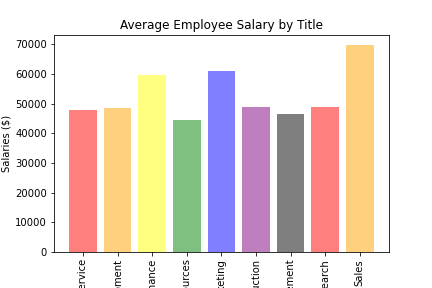 Average Employee Salary by Title
Salaries ($)
70000
60000
50000
40000
30000
20000
10000
0
ervice
ment
nance
urces
eting
uction
ement
earch
Sales